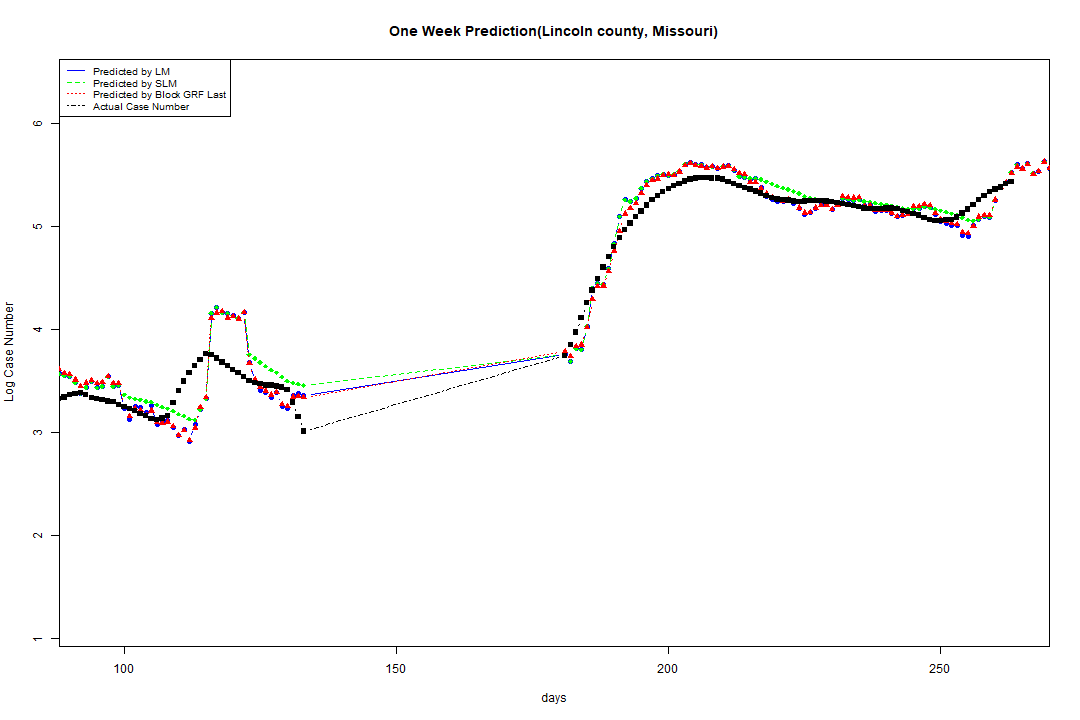 One Week Prediction(Lincoln county, Missouri)
Predicted by LM
Predicted by SLM
Predicted by Block GRF Last
Actual Case Number
Log Case Number
6
5
4
3
2
1
100 150 200 250
days